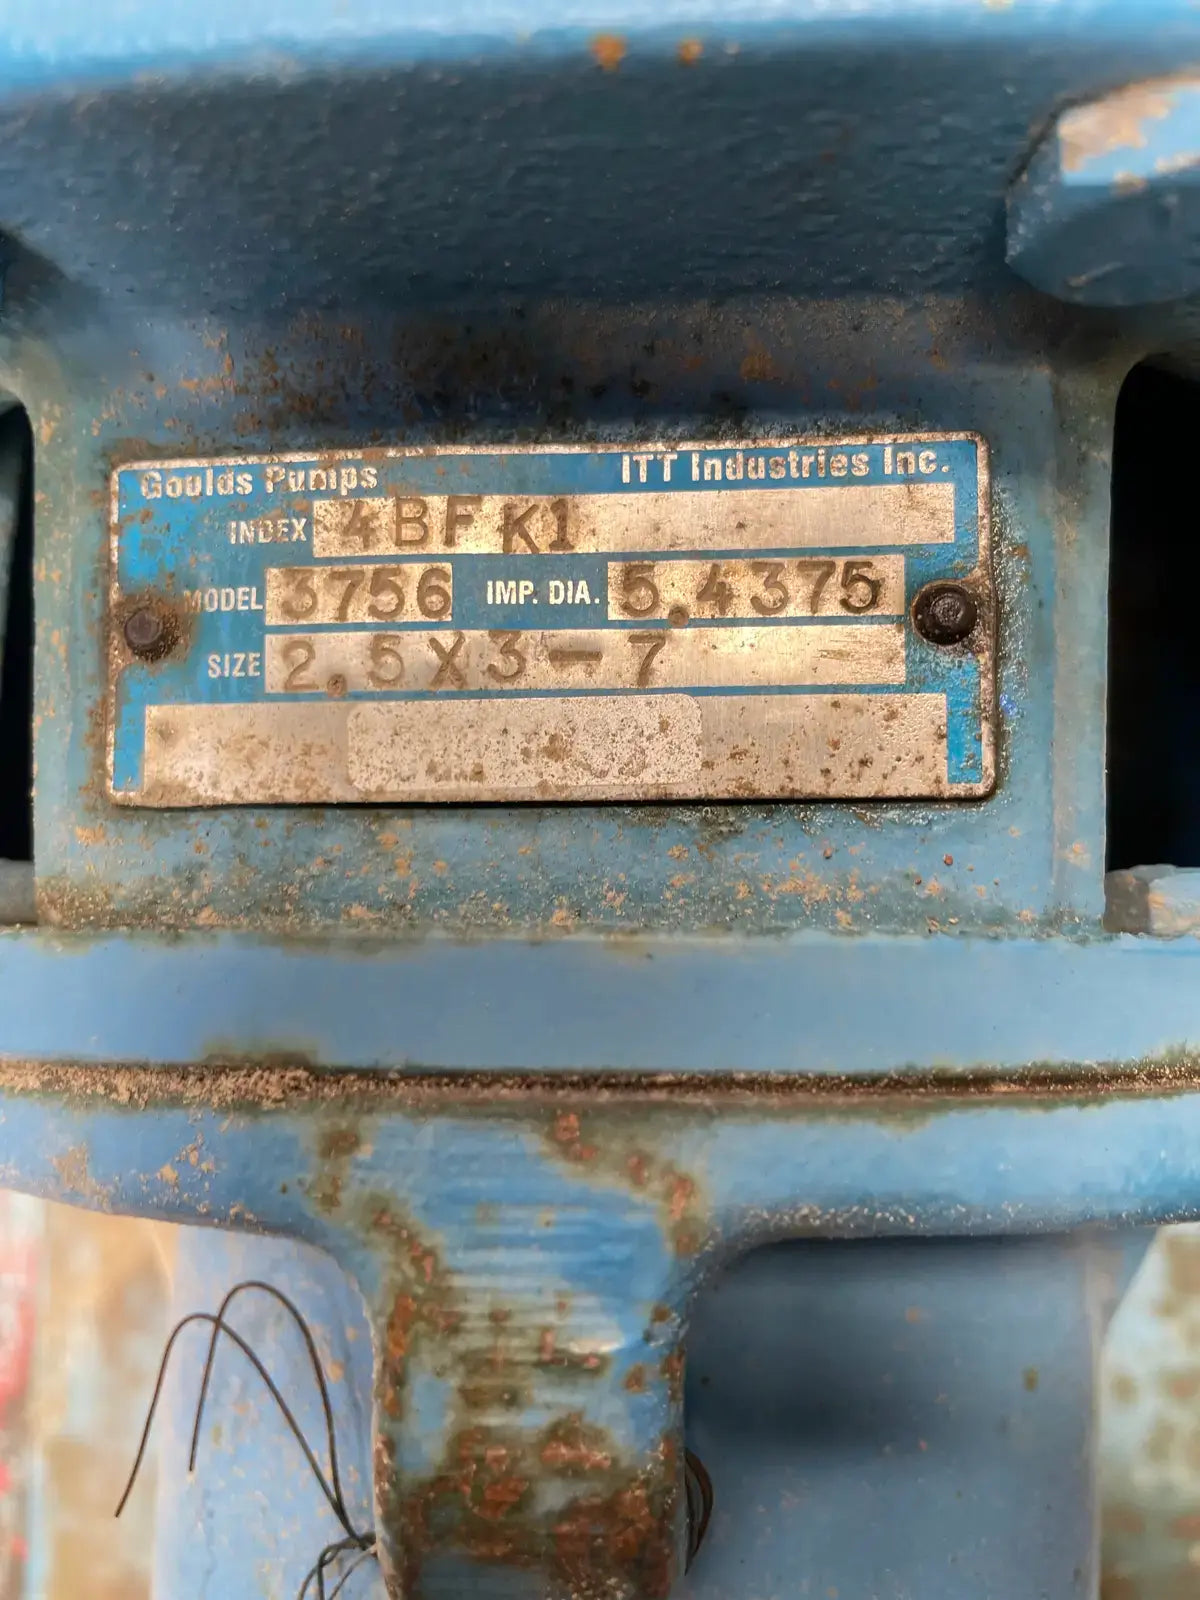 Goulds Pumps ITT Industries Inc.
INDEX 4BFK1
MODEL 3756 IMP. DIA. 5.4375
SIZE 2.5X3-7